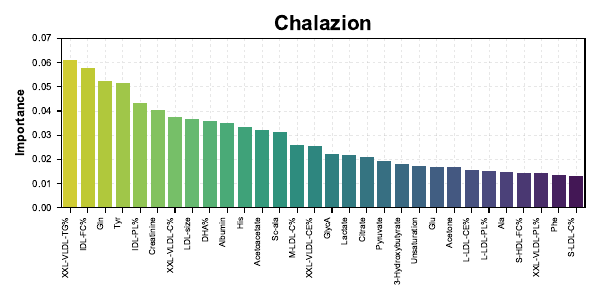 Chalazion
Importance
0.07
0.06
0.05
0.04
0.03
0.02
0.01
0.00
XXL-VLDL-TG%
IDL-FC%
Gln
Tyr
IDL-PL%
Creatinine
XXL-VLDL-C%
LDL-size
DHA%
Albumin
His
Acetoacetate
Sc-ala
M-LDL-C%
XXL-VLDL-CE%
GlycA
Lactate
Citrate
Pyruvate
3-Hydroxybutyrate
Unsaturation
Glu
Acetone
L-LDL-CE%
L-LDL-PL%
Ala
S-HDL-FC%
XXL-VLDL-PL%
Phe
S-LDL-C%